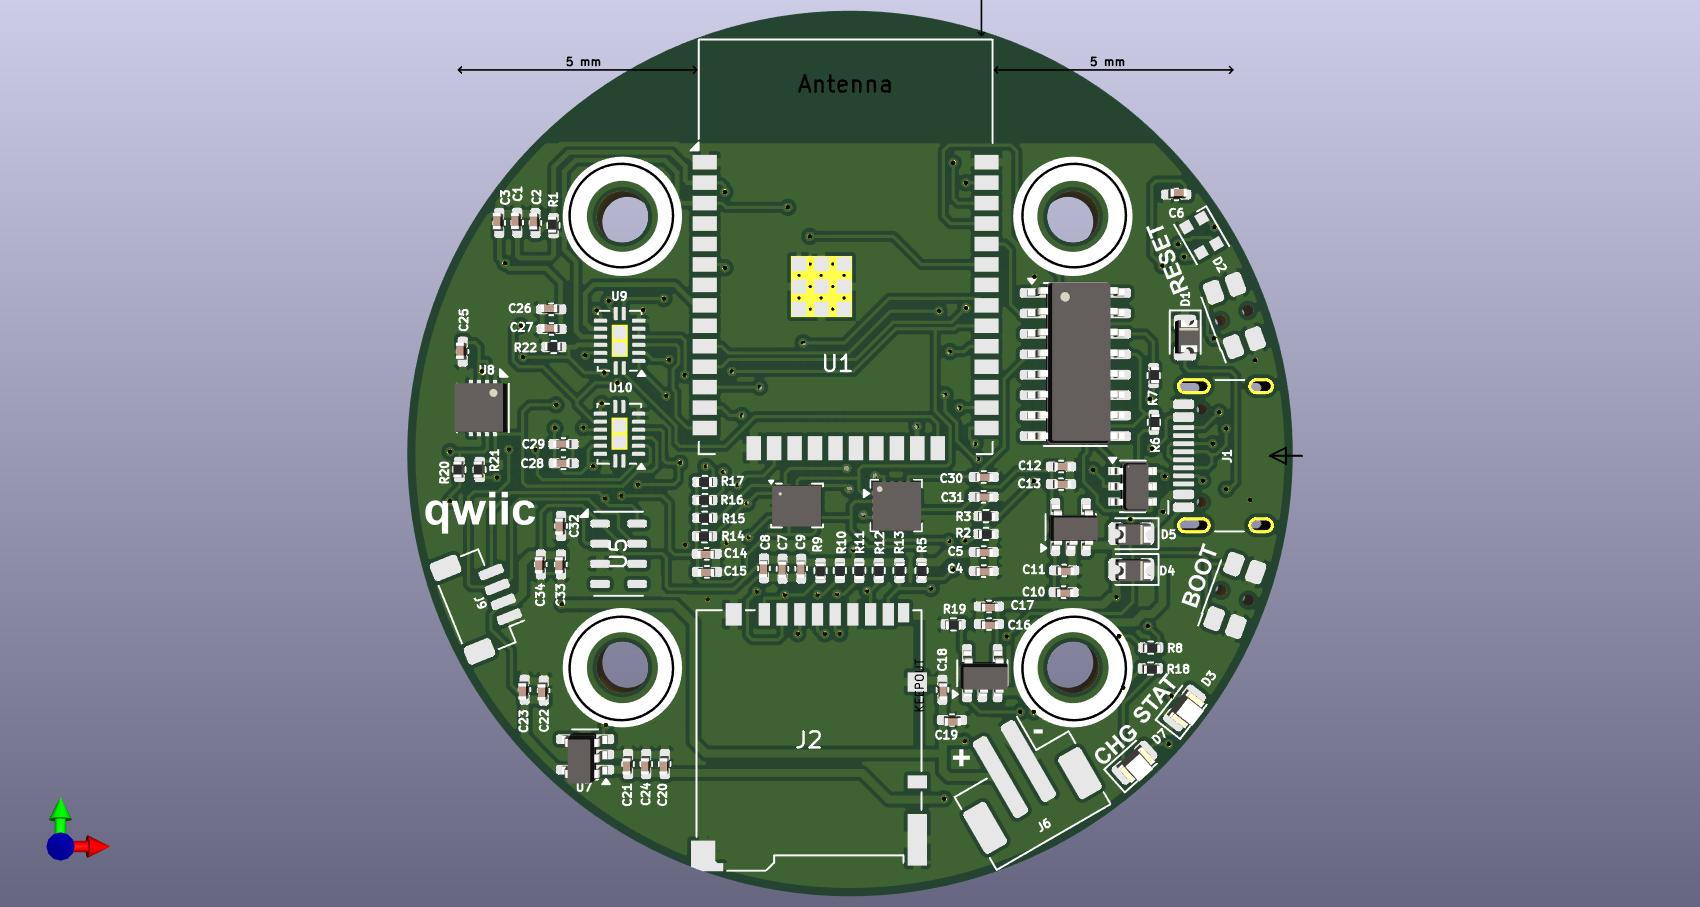 5 mm
5 mm
Antenna
C3
C1
C2
R1
C6
RESET
D2
D1
U9
C26
C27
R22
C25
U8
U10
U1
R7
R6
J1
C29
C28
R20
R21
qwiic
C32
U5
C34
C33
J9
R17
R16
R15
R14
C14
C15
C8
C7
C9
R9
R10
R11
R12
R13
R5
C30
C31
R3
R2
C5
C4
C12
C13
C11
C10
D5
D4
BOOT
R19
C17
C16
C18
C19
KEEPOUT
R8
R18
D3
STAT
CHG
D7
C23
C22
U7
C21
C24
C20
J2
+
-
J6